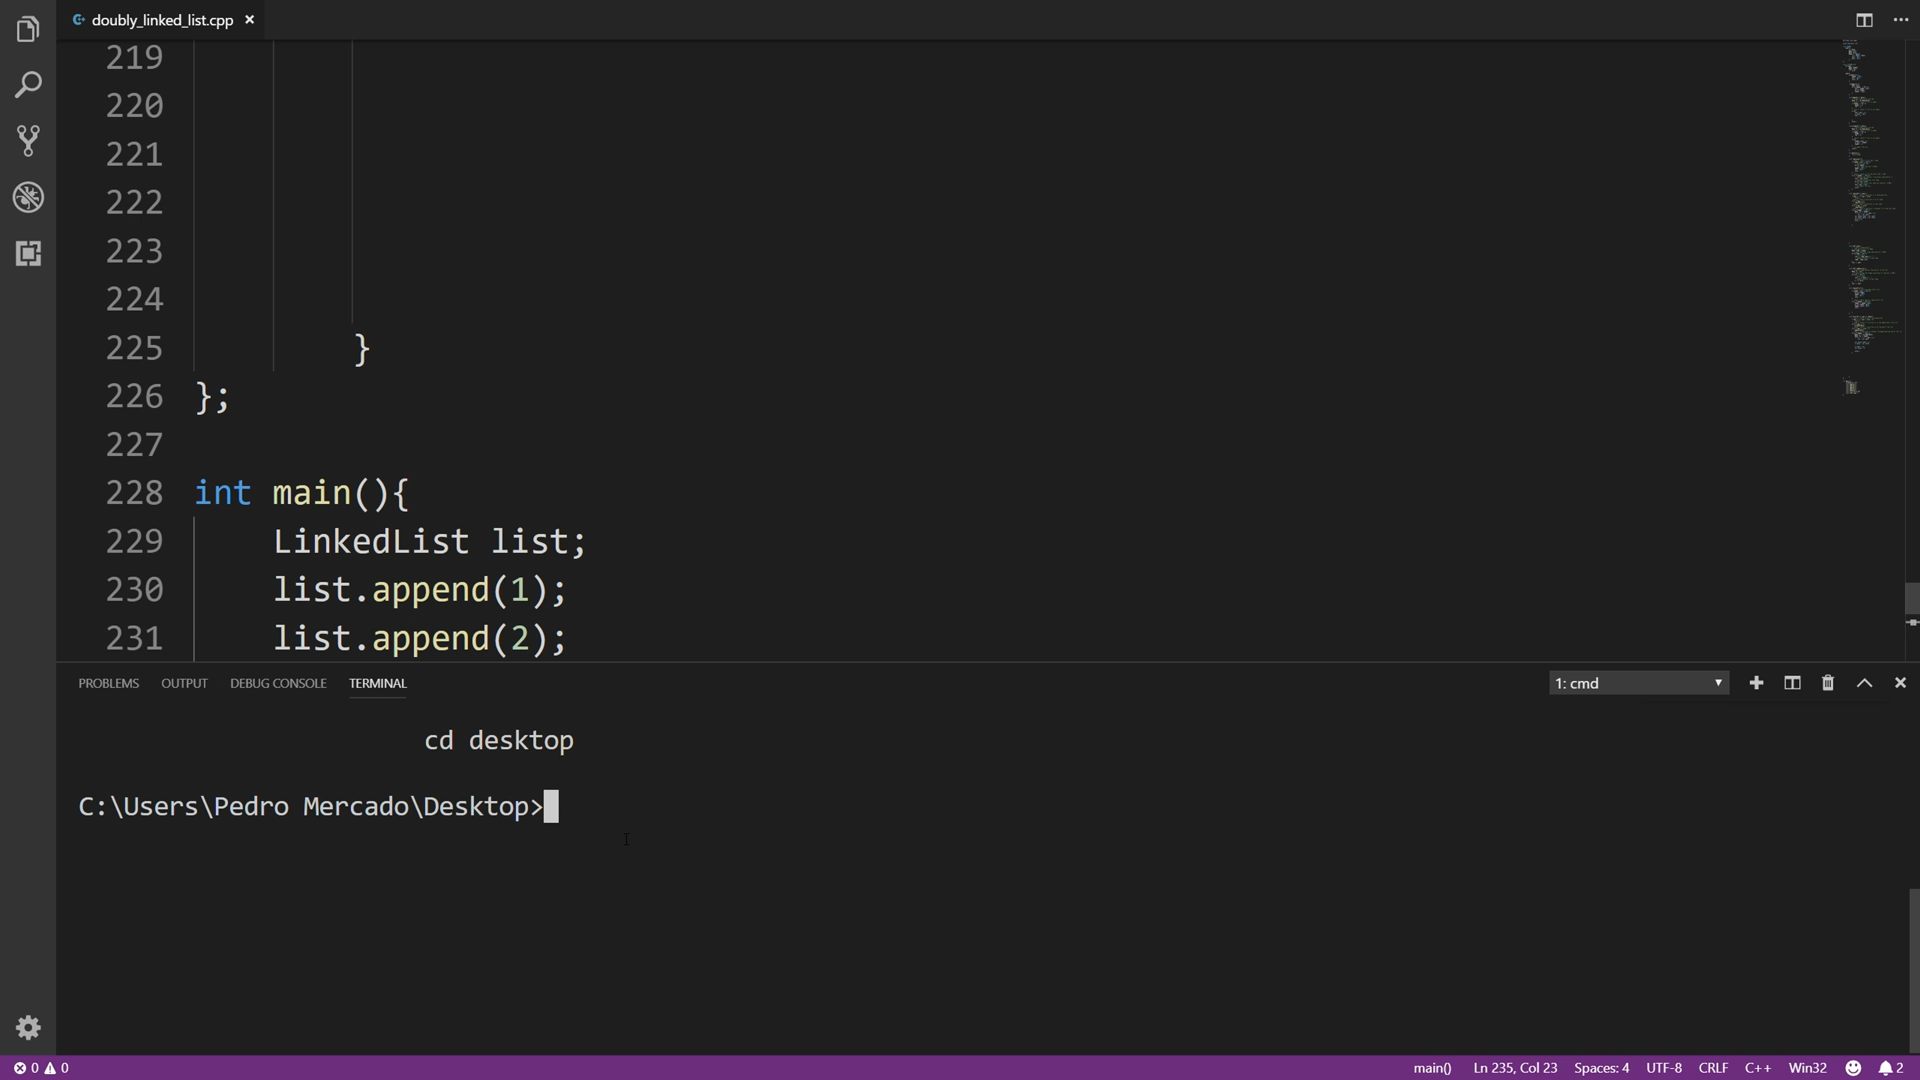 doubly_linked_list.cpp
219
220
221
222
223
224
225 }
226 };
227
228 int main(){
229 LinkedList list;
230 list.append(1);
231 list.append(2);
PROBLEMS OUTPUT DEBUG CONSOLE TERMINAL 1: cmd
cd desktop
C:\Users\Pedro Mercado\Desktop>
0 0 main() Ln 235, Col 23 Spaces: 4 UTF-8 CRLF C++ Win32 2